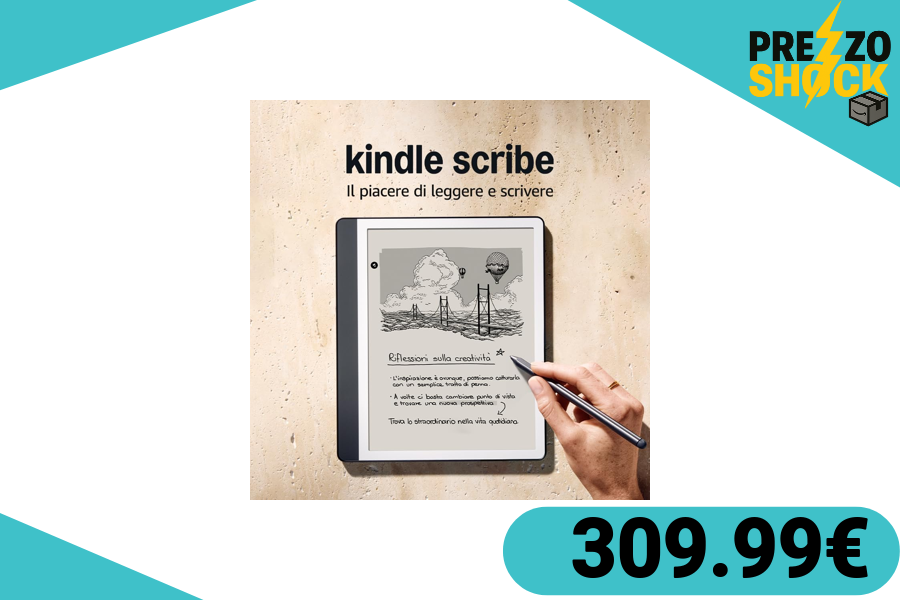 PREZZO
SHOCK
kindle scribe
Il piacere di leggere e scrivere
Riflessioni sulla creatività
· L'ispirazione è ovunque, possiamo catturarla
con un semplice tratto di penna.
· A volte ci basta cambiare punto di vista
e trovare una nuova prospettiva.
Trova lo straordinario nella vita quotidiana.
309.99€